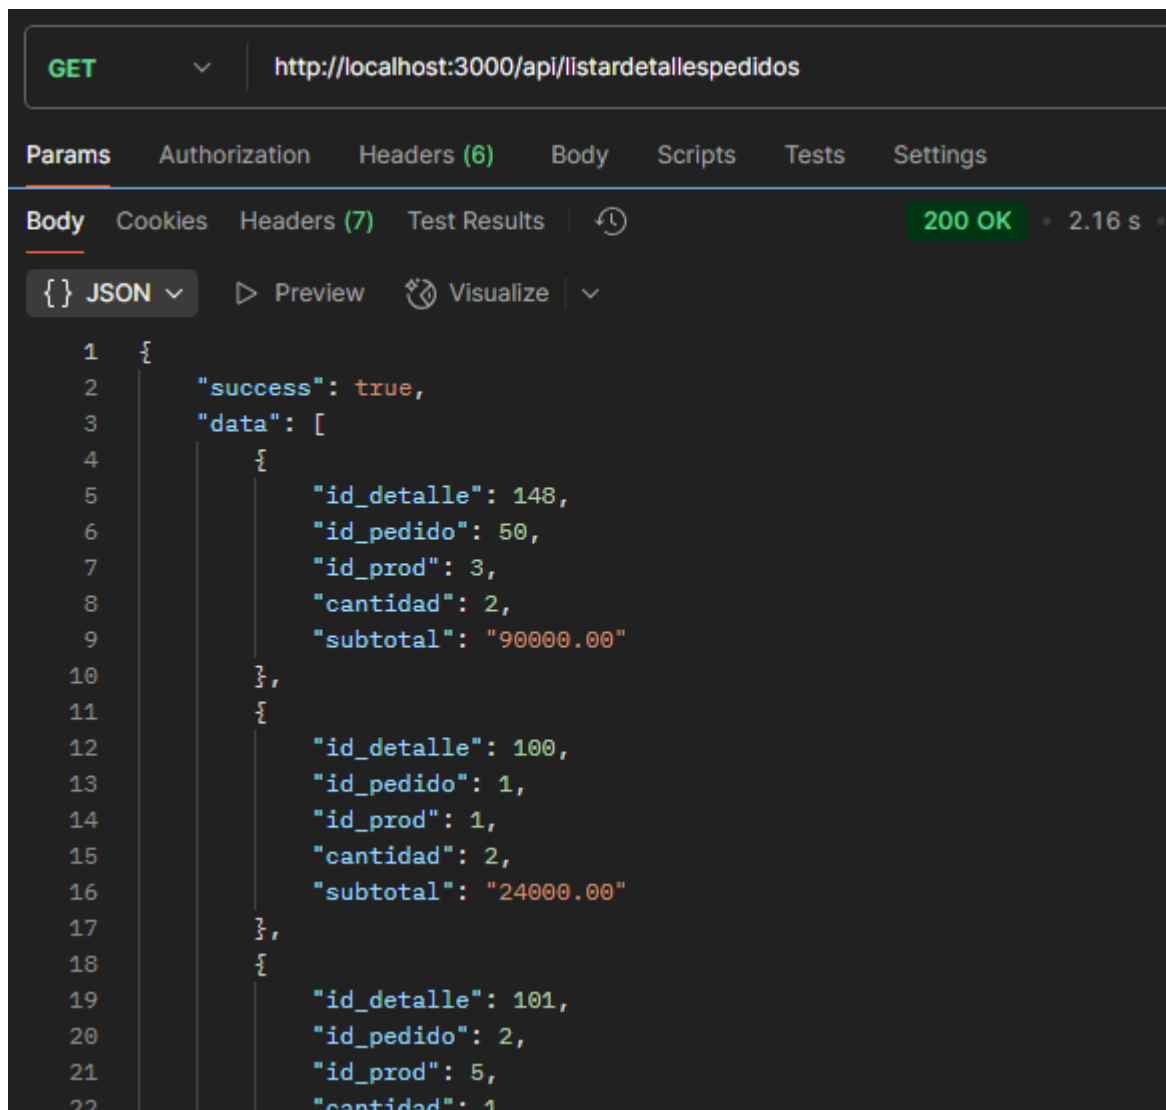 GET http://localhost:3000/api/listardetallespedidos
Params Authorization Headers (6) Body Scripts Tests Settings
Body Cookies Headers (7) Test Results 200 OK • 2.16 s •
{} JSON Preview Visualize
1 {
2 "success": true,
3 "data": [
4 {
5 "id_detalle": 148,
6 "id_pedido": 50,
7 "id_prod": 3,
8 "cantidad": 2,
9 "subtotal": "90000.00"
10 },
11 {
12 "id_detalle": 100,
13 "id_pedido": 1,
14 "id_prod": 1,
15 "cantidad": 2,
16 "subtotal": "24000.00"
17 },
18 {
19 "id_detalle": 101,
20 "id_pedido": 2,
21 "id_prod": 5,
22 "cantidad": 1